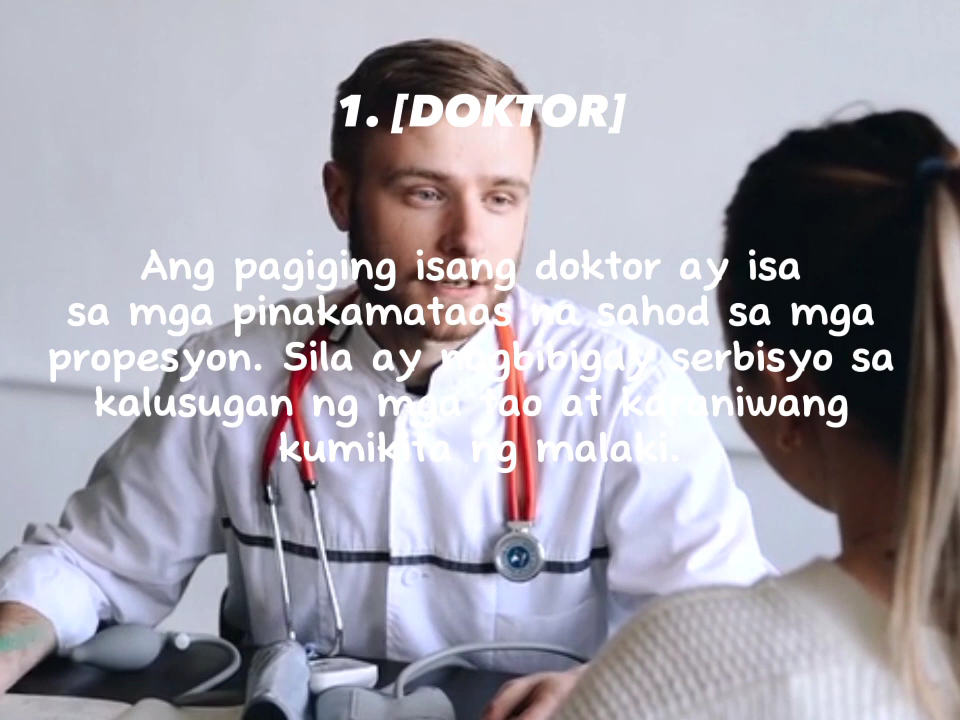 1. [DOKTOR]
Ang pagiging isang doktor ay isa
sa mga pinakamataas na sahod sa mga
propesyon. Sila ay nagbibigay serbisyo sa
kalusugan ng mga tao at karaniwang
kumikita ng malaki.